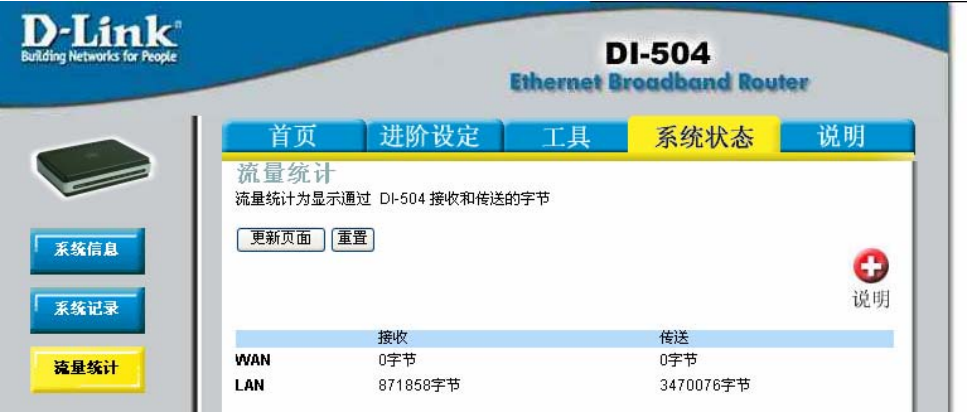 D-Link
Building Networks for People
DI-504
Ethernet Broadband Router
首页 进阶设定 工具 系统状态 说明
流量统计
流量统计为显示通过 DI-504 接收和传送的字节
更新页面 重置
说明
系统信息
系统记录
流量统计
接收 传送
WAN 0字节 0字节
LAN 871858字节 3470076字节